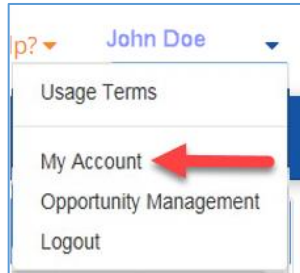 lp? John Doe
Usage Terms
My Account
Opportunity Management
Logout